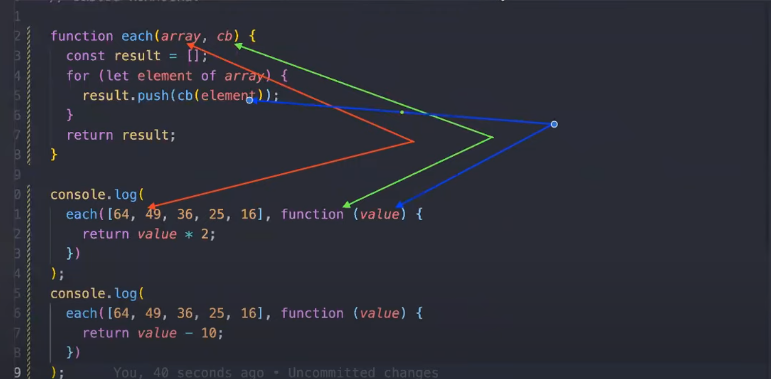 1
2 function each(array, cb) {
3 const result = [];
4 for (let element of array) {
5 result.push(cb(element));
6 }
7 return result;
8 }
9
0 console.log(
1 each([64, 49, 36, 25, 16], function (value) {
2 return value * 2;
3 })
4 );
5 console.log(
6 each([64, 49, 36, 25, 16], function (value) {
7 return value - 10;
8 })
9 ); You, 40 seconds ago • Uncommitted changes